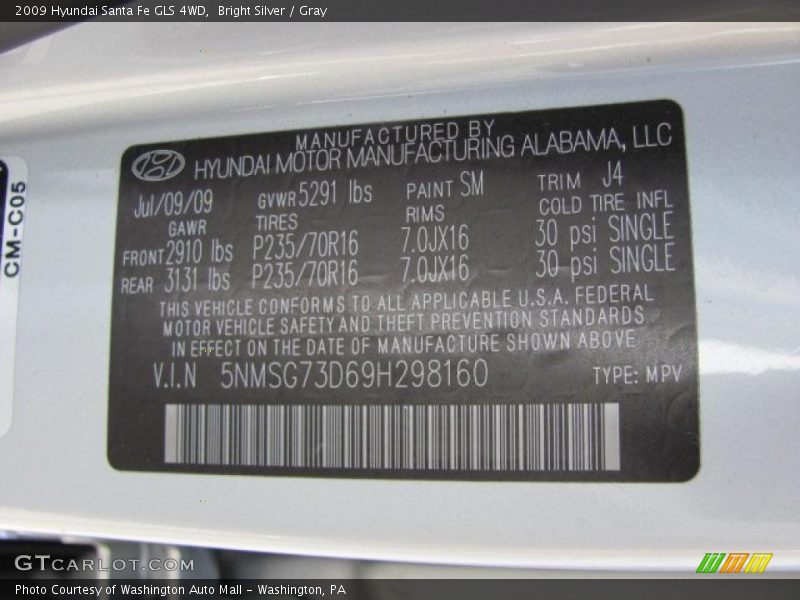 2009 Hyundai Santa Fe GLS 4WD, Bright Silver / Gray
CM-C05
MANUFACTURED BY
HYUNDAI MOTOR MANUFACTURING ALABAMA, LLC
Jul/09/09 GVWR 5291 lbs PAINT SM TRIM J4
GAWR TIRES RIMS COLD TIRE INFL
FRONT 2910 lbs P235/70R16 7.0JX16 30 psi SINGLE
REAR 3131 lbs P235/70R16 7.0JX16 30 psi SINGLE
THIS VEHICLE CONFORMS TO ALL APPLICABLE U.S.A. FEDERAL
MOTOR VEHICLE SAFETY AND THEFT PREVENTION STANDARDS
IN EFFECT ON THE DATE OF MANUFACTURE SHOWN ABOVE
V.I.N 5NMSG73D69H298160 TYPE: MPV
GTCARLOT.COM
Photo Courtesy of Washington Auto Mall - Washington, PA